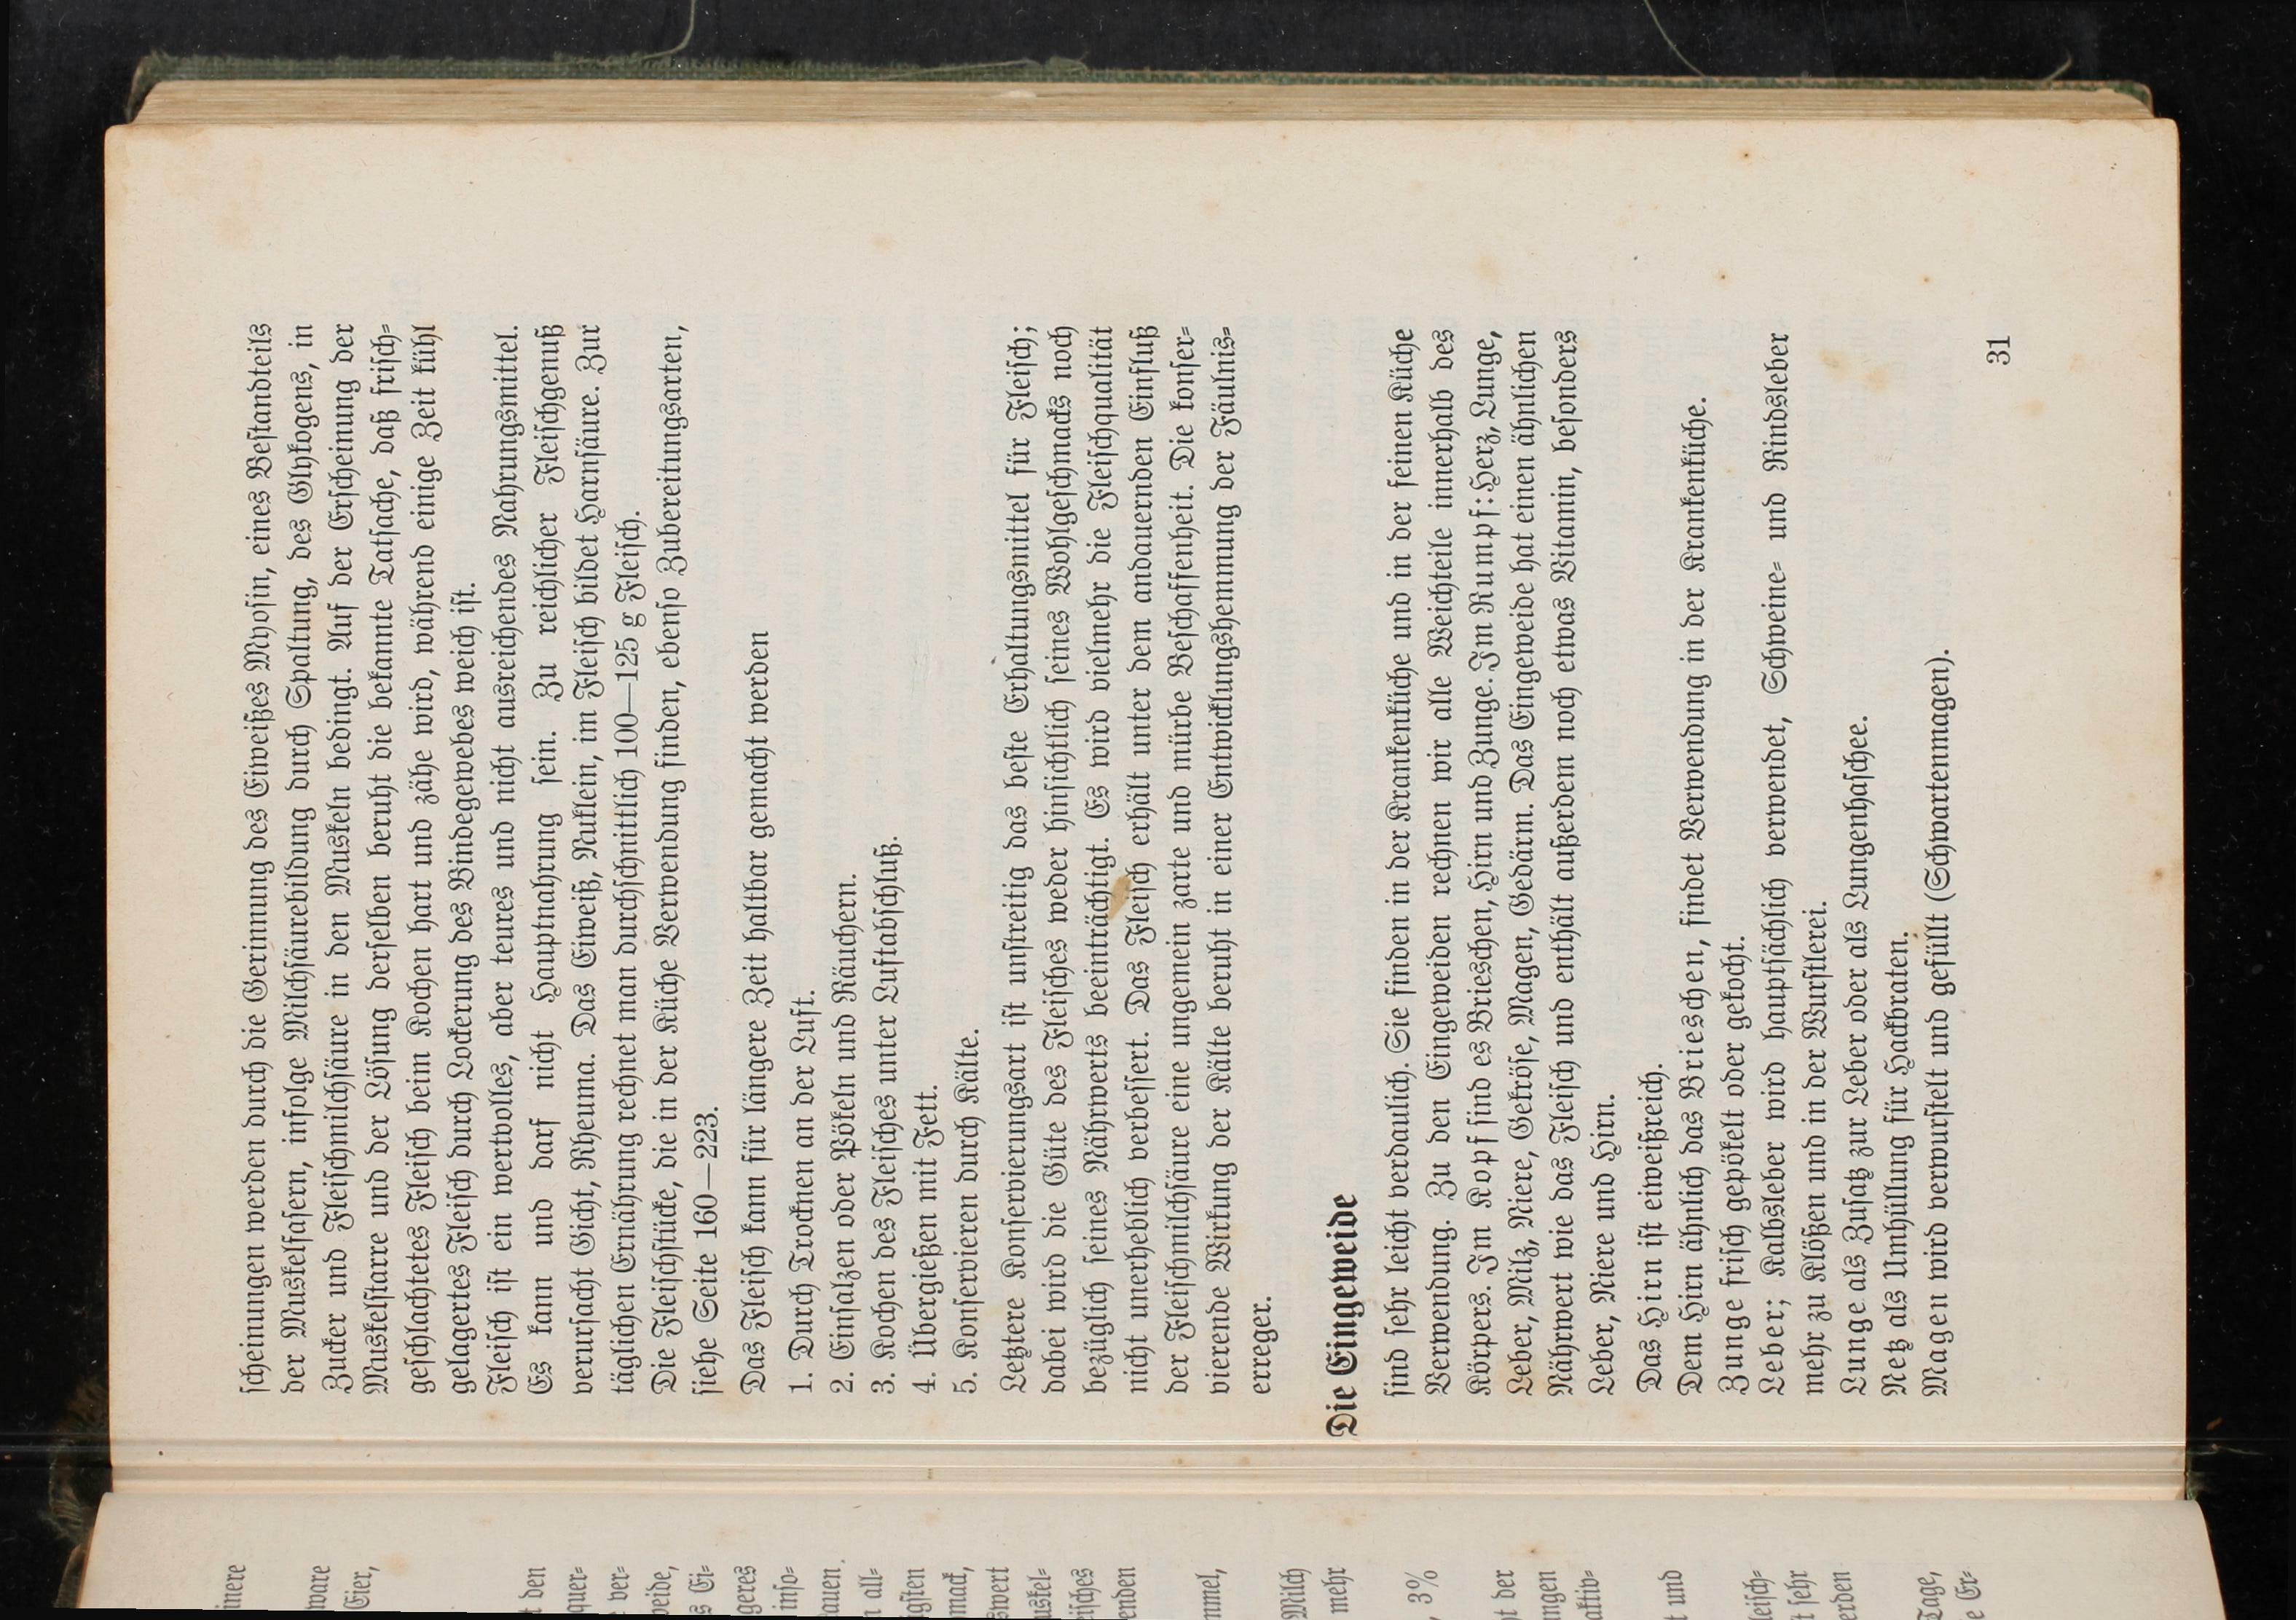 scheinungen werden durch die Gerinnung des Eiweißes Myosin, eines Bestandteils
der Muskelfasern, infolge Milchsäurebildung durch Spaltung, des Glykogens, in
Zucker und Fleischmilchsäure in den Muskeln bedingt. Auf der Erscheinung der
Muskelstarre und der Lösung derselben beruht die bekannte Tatsache, daß frisch-
geschlachtetes Fleisch beim Kochen hart und zähe wird, während einige Zeit kühl
gelagertes Fleisch durch Lockerung des Bindegewebes weich ist.
Fleisch ist ein wertvolles, aber teures und nicht ausreichendes Nahrungsmittel.
Es kann und darf nicht Hauptnahrung sein. Zu reichlicher Fleischgenuß
verursacht Gicht, Rheuma. Das Eiweiß, Nuklein, im Fleisch bildet Harnsäure. Zur
täglichen Ernährung rechnet man durchschnittlich 100—125 g Fleisch.
Die Fleischstücke, die in der Küche Verwendung finden, ebenso Zubereitungsarten,
siehe Seite 160—223.
Das Fleisch kann für längere Zeit haltbar gemacht werden
1. Durch Trocknen an der Luft.
2. Einsalzen oder Pökeln und Räuchern.
3. Kochen des Fleisches unter Luftabschluß.
4. Übergießen mit Fett.
5. Konservieren durch Kälte.
Letztere Konservierungsart ist unstreitig das beste Erhaltungsmittel für Fleisch;
dabei wird die Güte des Fleisches weder hinsichtlich seines Wohlgeschmacks noch
bezüglich seines Nährwerts beeinträchtigt. Es wird vielmehr die Fleischqualität
nicht unerheblich verbessert. Das Fleisch erhält unter dem andauernden Einfluß
der Fleischmilchsäure eine ungemein zarte und mürbe Beschaffenheit. Die konser-
vierende Wirkung der Kälte beruht in einer Entwicklungshemmung der Fäulnis-
erreger.
Die Eingeweide
sind sehr leicht verdaulich. Sie finden in der Krankenküche und in der feinen Küche
Verwendung. Zu den Eingeweiden rechnen wir alle Weichteile innerhalb des
Körpers. Im Kopf sind es Brieschen, Hirn und Zunge. Im Rumpf: Herz, Lunge,
Leber, Milz, Niere, Gekröse, Magen, Gedärm. Das Eingeweide hat einen ähnlichen
Nährwert wie das Fleisch und enthält außerdem noch etwas Vitamin, besonders
Leber, Niere und Hirn.
Das Hirn ist eiweißreich.
Dem Hirn ähnlich das Brieschen, findet Verwendung in der Krankenküche.
Zunge frisch gepökelt oder gekocht.
Leber; Kalbsleber wird hauptsächlich verwendet, Schweine- und Rindsleber
mehr zu Klößen und in der Wurstlerei.
Lunge als Zusatz zur Leber oder als Lungenhaschee.
Netz als Umhüllung für Hackbraten.
Magen wird verwurstelt und gefüllt (Schwartenmagen).
31